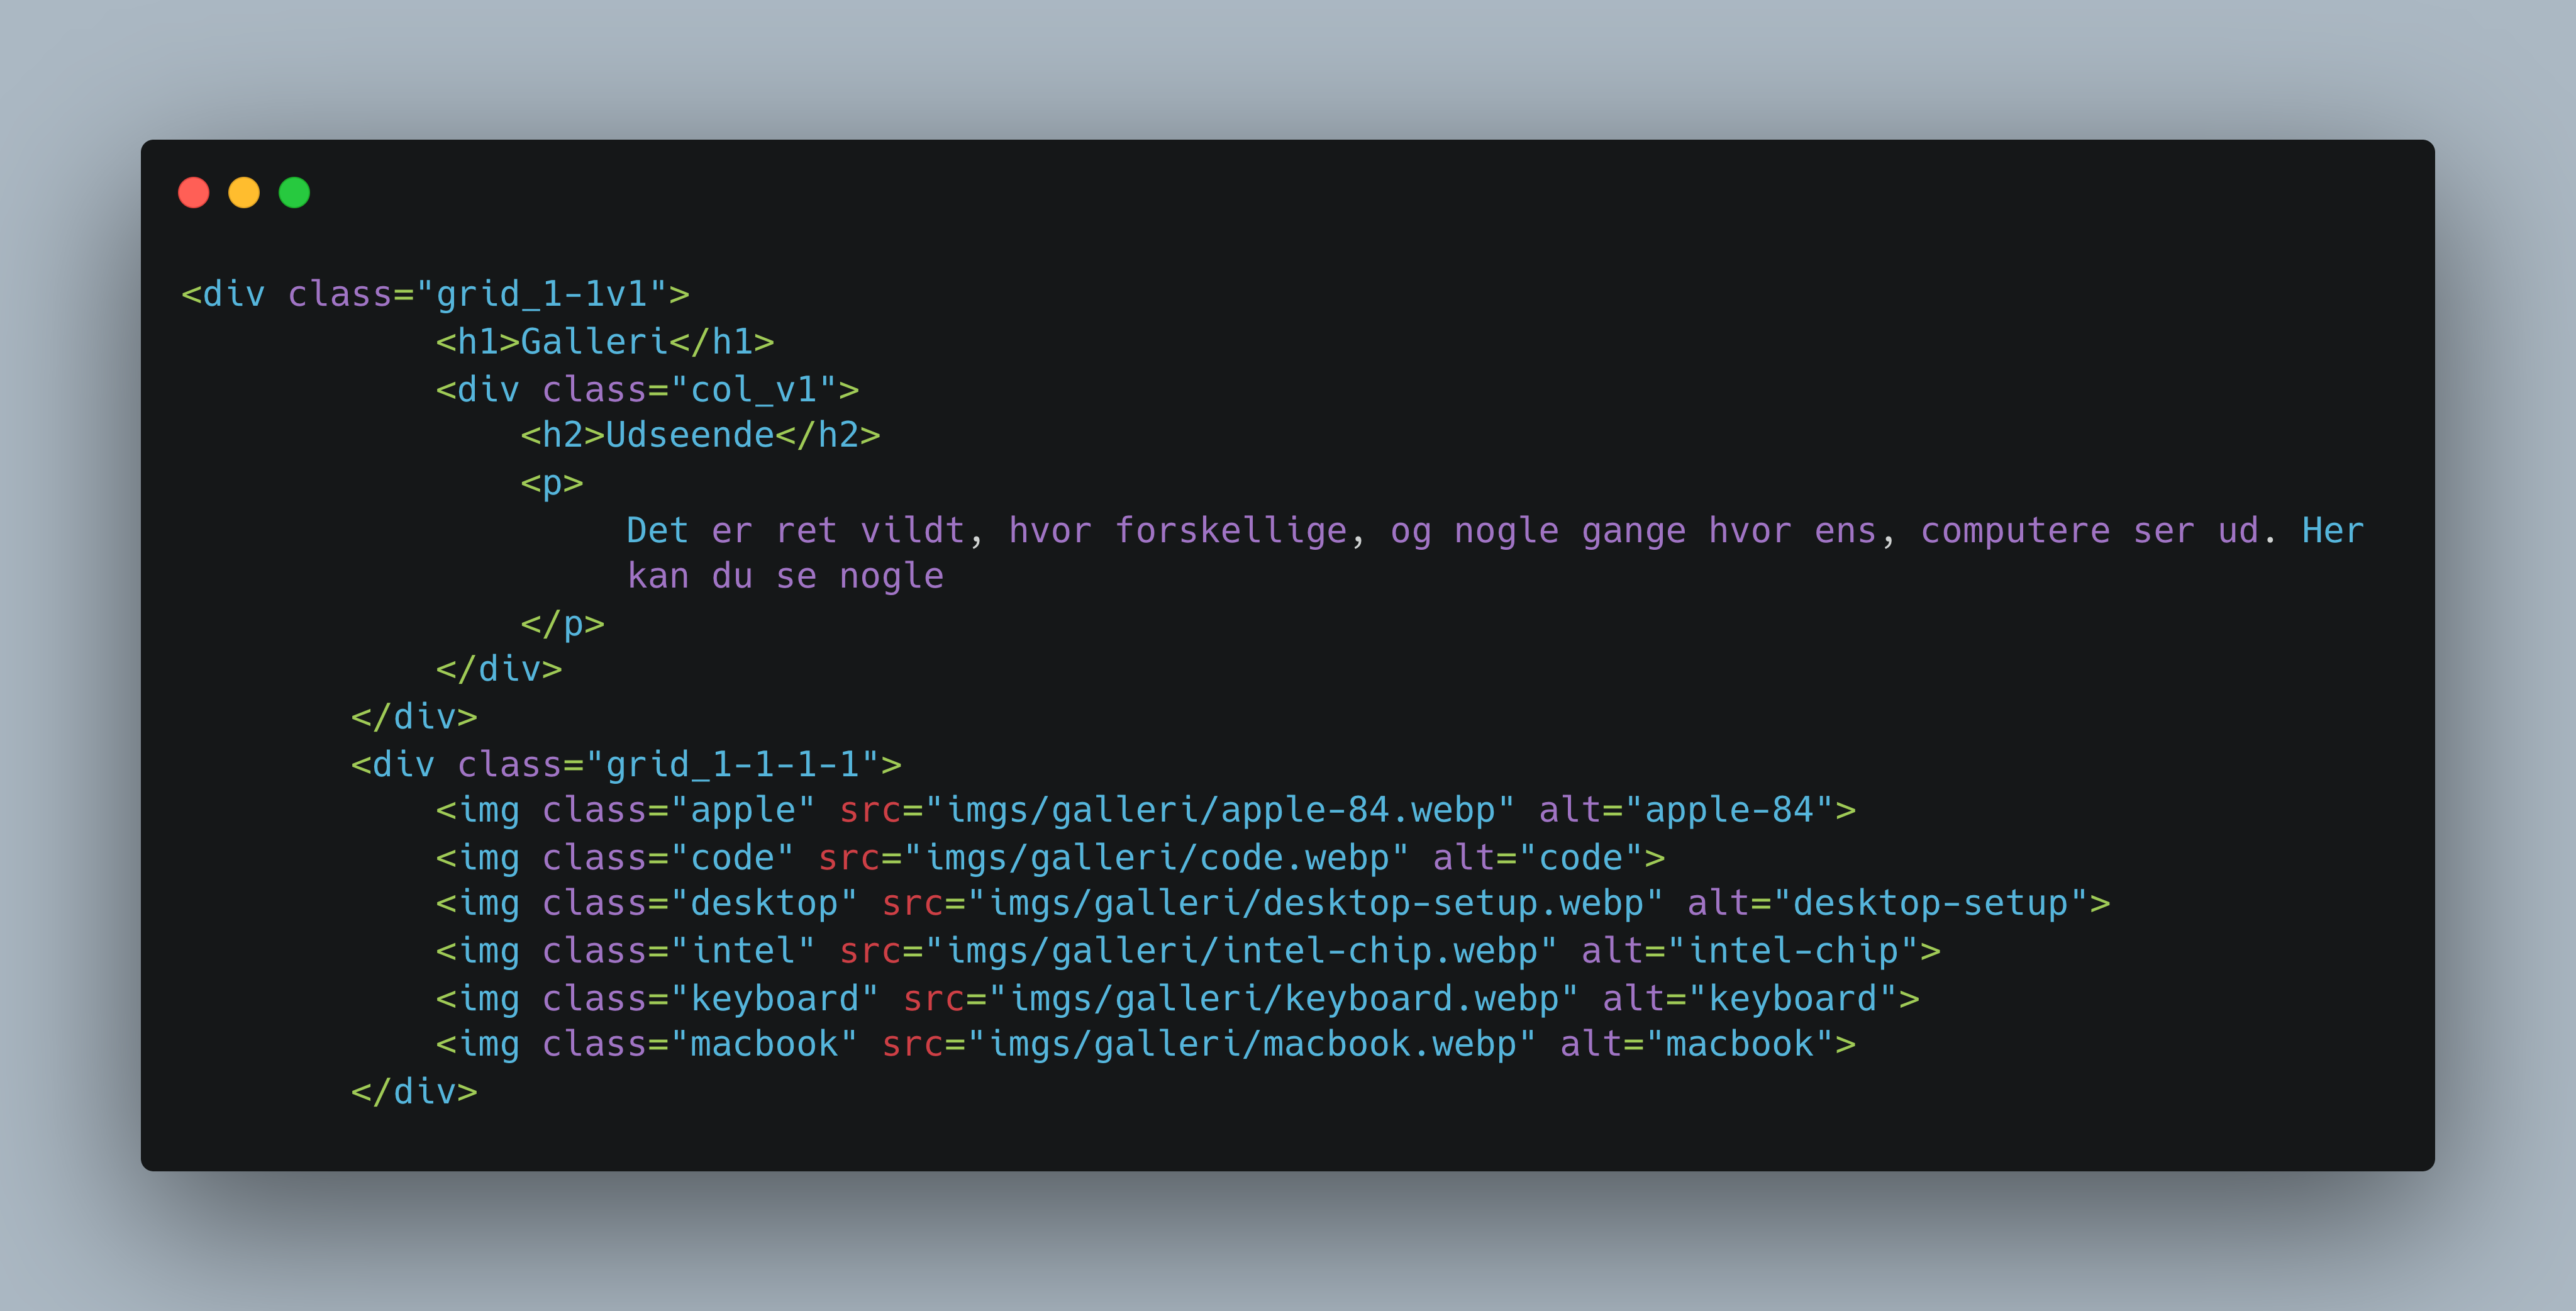 <div class="grid_1-1v1">
<h1>Galleri</h1>
<div class="col_v1">
<h2>Udseende</h2>
<p>
Det er ret vildt, hvor forskellige, og nogle gange hvor ens, computere ser ud. Her
kan du se nogle
</p>
</div>
</div>
<div class="grid_1-1-1-1">
<img class="apple" src="imgs/galleri/apple-84.webp" alt="apple-84">
<img class="code" src="imgs/galleri/code.webp" alt="code">
<img class="desktop" src="imgs/galleri/desktop-setup.webp" alt="desktop-setup">
<img class="intel" src="imgs/galleri/intel-chip.webp" alt="intel-chip">
<img class="keyboard" src="imgs/galleri/keyboard.webp" alt="keyboard">
<img class="macbook" src="imgs/galleri/macbook.webp" alt="macbook">
</div>